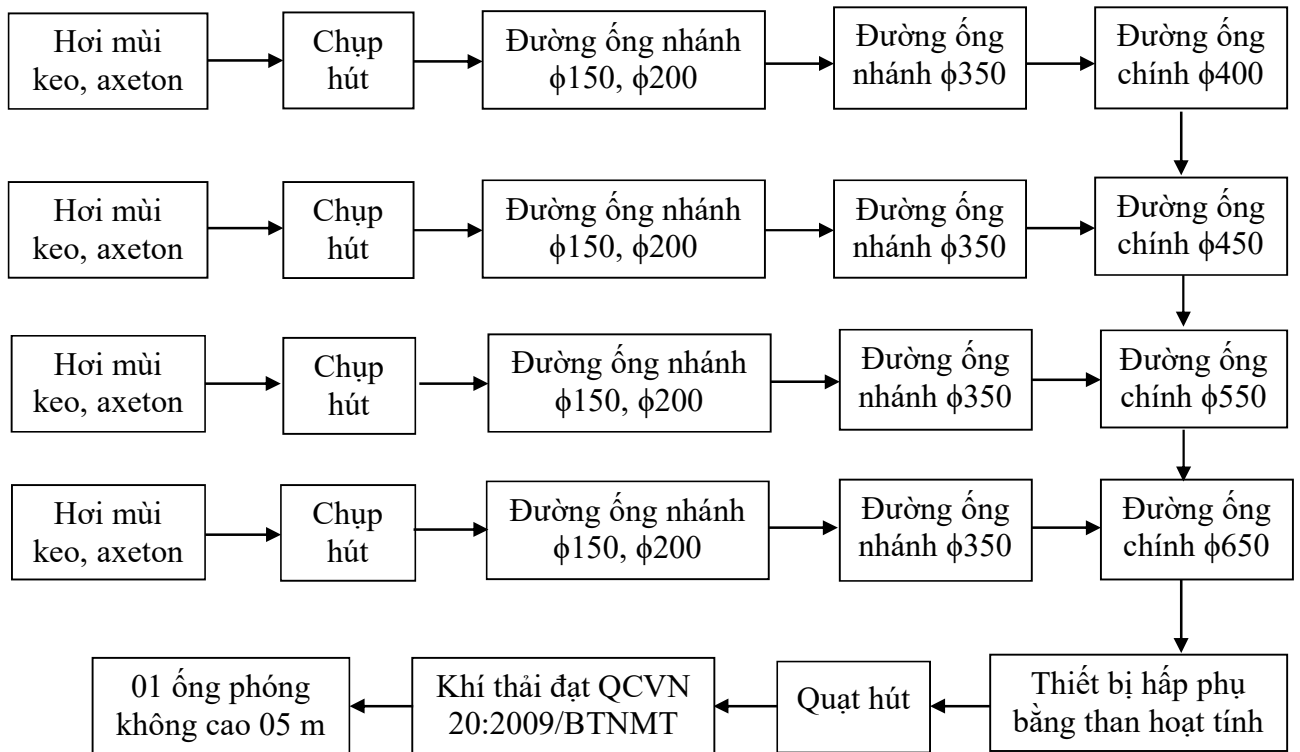 Hơi mùi
keo, axeton
Chụp
hút
Đường ống nhánh
ϕ150, ϕ200
Đường ống
nhánh ϕ350
Đường ống
chính ϕ400
Hơi mùi
keo, axeton
Chụp
hút
Đường ống nhánh
ϕ150, ϕ200
Đường ống
nhánh ϕ350
Đường ống
chính ϕ450
Hơi mùi
keo, axeton
Chụp
hút
Đường ống nhánh
ϕ150, ϕ200
Đường ống
nhánh ϕ350
Đường ống
chính ϕ550
Hơi mùi
keo, axeton
Chụp
hút
Đường ống nhánh
ϕ150, ϕ200
Đường ống
nhánh ϕ350
Đường ống
chính ϕ650
Thiết bị hấp phụ
bằng than hoạt tính
Quạt hút
Khí thải đạt QCVN
20:2009/BTNMT
01 ống phóng
không cao 05 m